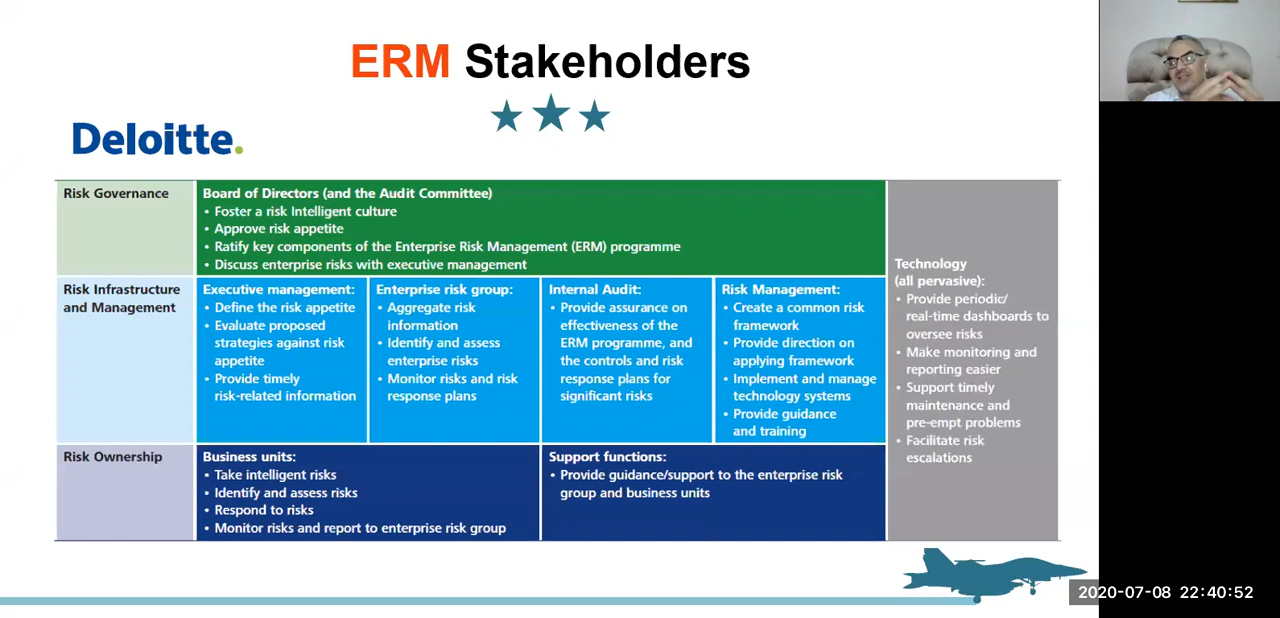 ERM Stakeholders
Deloitte.
Risk Governance
Board of Directors (and the Audit Committee)
• Foster a risk Intelligent culture
• Approve risk appetite
• Ratify key components of the Enterprise Risk Management (ERM) programme
• Discuss enterprise risks with executive management
Risk Infrastructure
and Management
Executive management:
• Define the risk appetite
• Evaluate proposed
strategies against risk
appetite
• Provide timely
risk-related information
Enterprise risk group:
• Aggregate risk
information
• Identify and assess
enterprise risks
• Monitor risks and risk
response plans
Internal Audit:
• Provide assurance on
effectiveness of the
ERM programme, and
the controls and risk
response plans for
significant risks
Risk Management:
• Create a common risk
framework
• Provide direction on
applying framework
• Implement and manage
technology systems
• Provide guidance
and training
Risk Ownership
Business units:
• Take intelligent risks
• Identify and assess risks
• Respond to risks
• Monitor risks and report to enterprise risk group
Support functions:
• Provide guidance/support to the enterprise risk
group and business units
Technology
(all pervasive):
• Provide periodic/
real-time dashboards to
oversee risks
• Make monitoring and
reporting easier
• Support timely
maintenance and
pre-empt problems
• Facilitate risk
escalations
2020-07-08 22:40:52